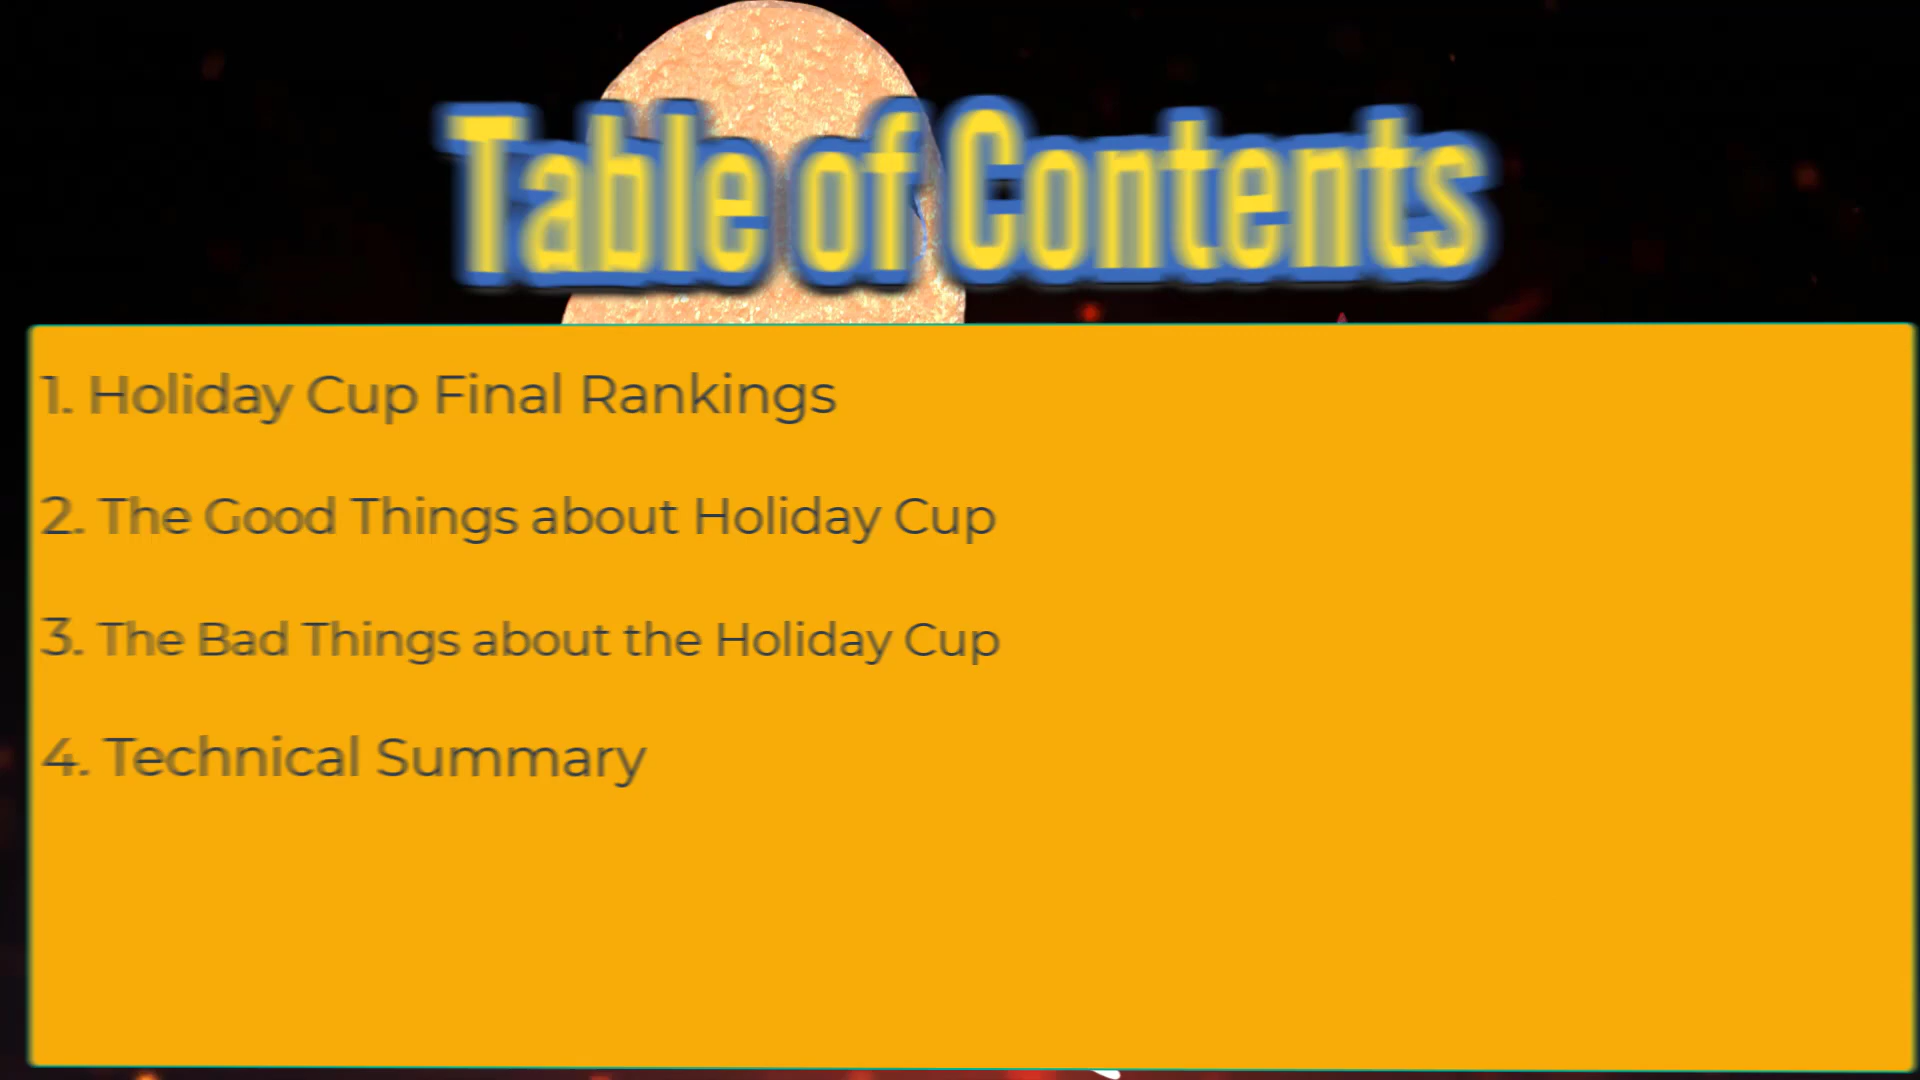 Table of Contents
1. Holiday Cup Final Rankings
2. The Good Things about Holiday Cup
3. The Bad Things about the Holiday Cup
4. Technical Summary